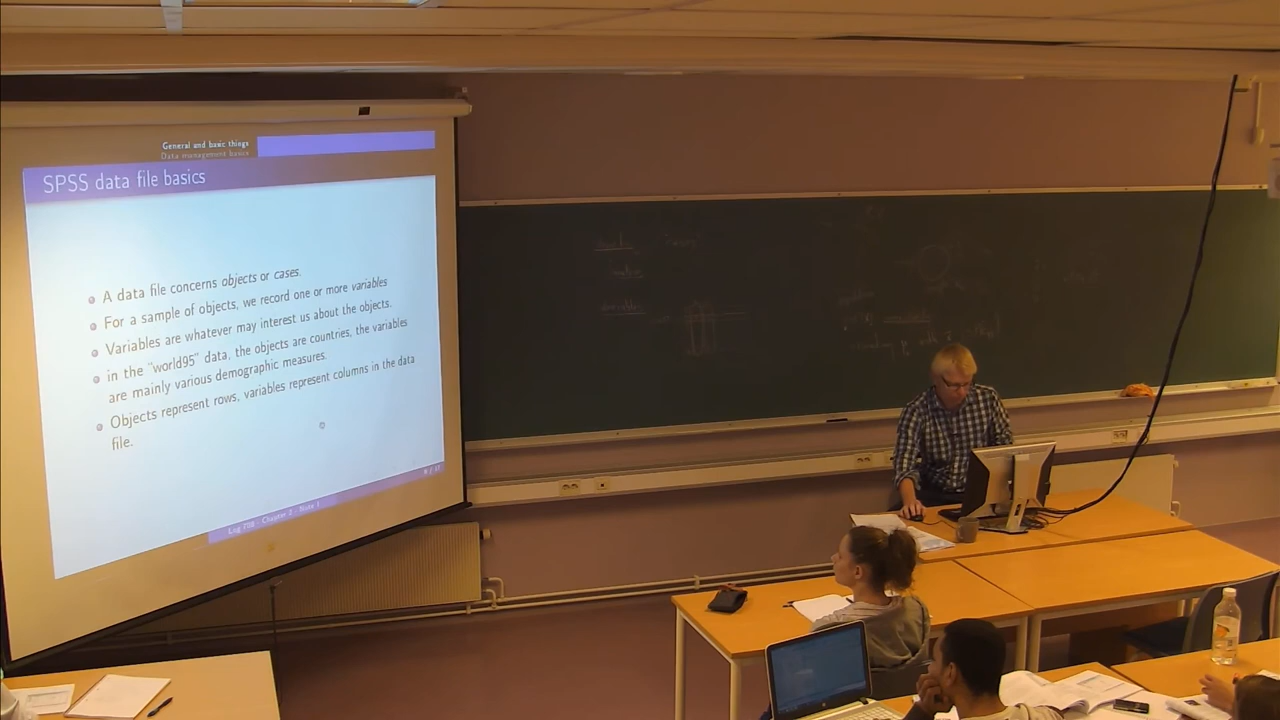 General and basic things
Data management basics
SPSS data file basics
A data file concerns objects or cases.
For a sample of objects, we record one or more variables
Variables are whatever may interest us about the objects.
in the "world95" data, the objects are countries, the variables
are mainly various demographic measures.
Objects represent rows, variables represent columns in the data
file.